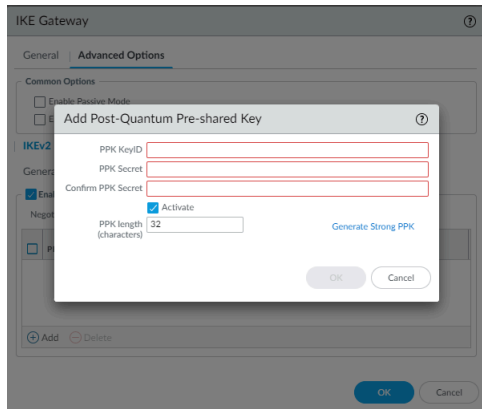 IKE Gateway
General | Advanced Options
Common Options
Enable Passive Mode
E
Add Post-Quantum Pre-shared Key
IKEv2
PPK KeyID
Genera
PPK Secret
Confirm PPK Secret
Enal
Activate
Negot
PPK length
(characters)
32
Generate Strong PPK
OK
Cancel
Add
Delete
OK
Cancel